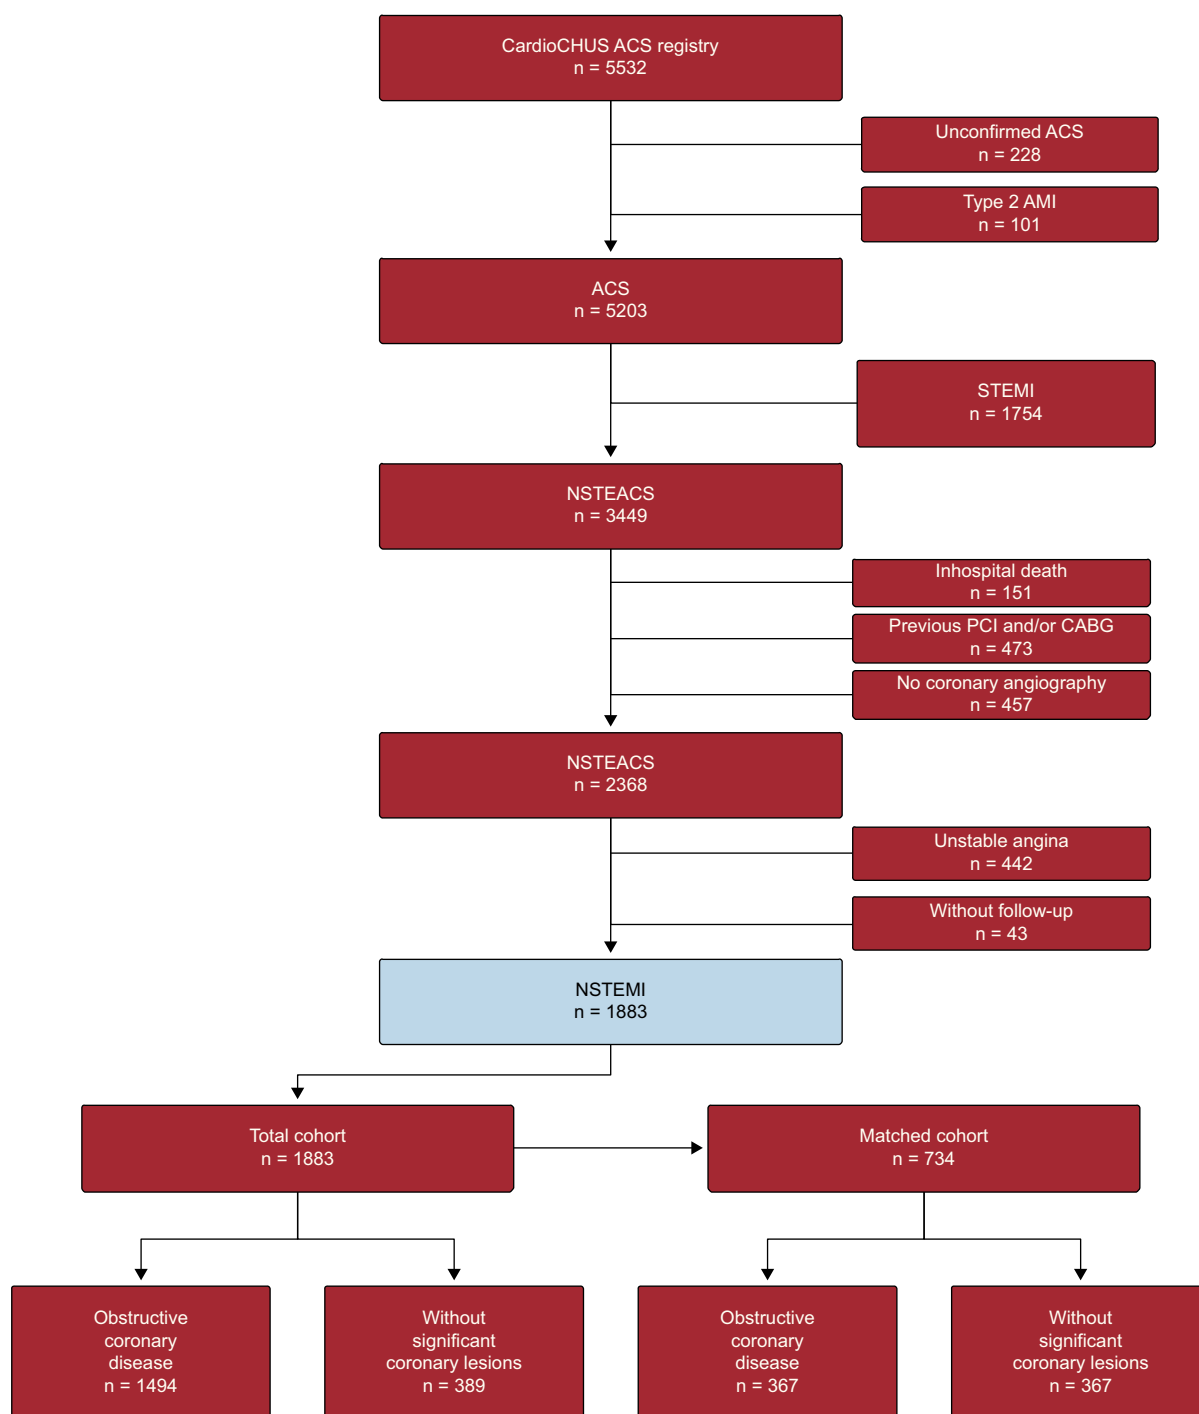 CardioCHUS ACS registry
n = 5532
Unconfirmed ACS
n = 228
Type 2 AMI
n = 101
ACS
n = 5203
STEMI
n = 1754
NSTEACS
n = 3449
Inhospital death
n = 151
Previous PCI and/or CABG
n = 473
No coronary angiography
n = 457
NSTEACS
n = 2368
Unstable angina
n = 442
Without follow-up
n = 43
NSTEMI
n = 1883
Total cohort
n = 1883
Matched cohort
n = 734
Obstructive
coronary
disease
n = 1494
Without
significant
coronary lesions
n = 389
Obstructive
coronary
disease
n = 367
Without
significant
coronary lesions
n = 367